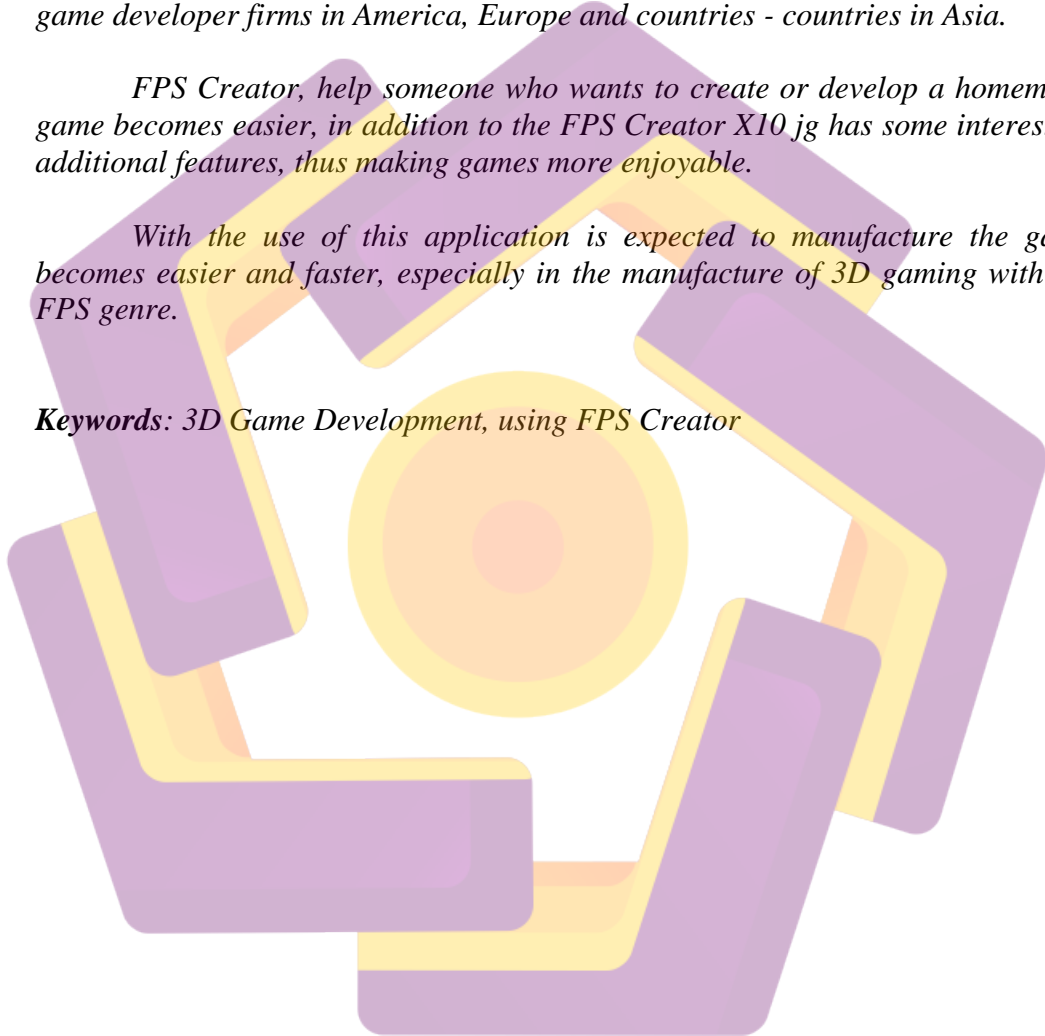 game developer firms in America, Europe and countries - countries in Asia.
FPS Creator, help someone who wants to create or develop a homem
game becomes easier, in addition to the FPS Creator X10 jg has some interes
additional features, thus making games more enjoyable.
With the use of this application is expected to manufacture the ga
becomes easier and faster, especially in the manufacture of 3D gaming with
FPS genre.
Keywords: 3D Game Development, using FPS Creator